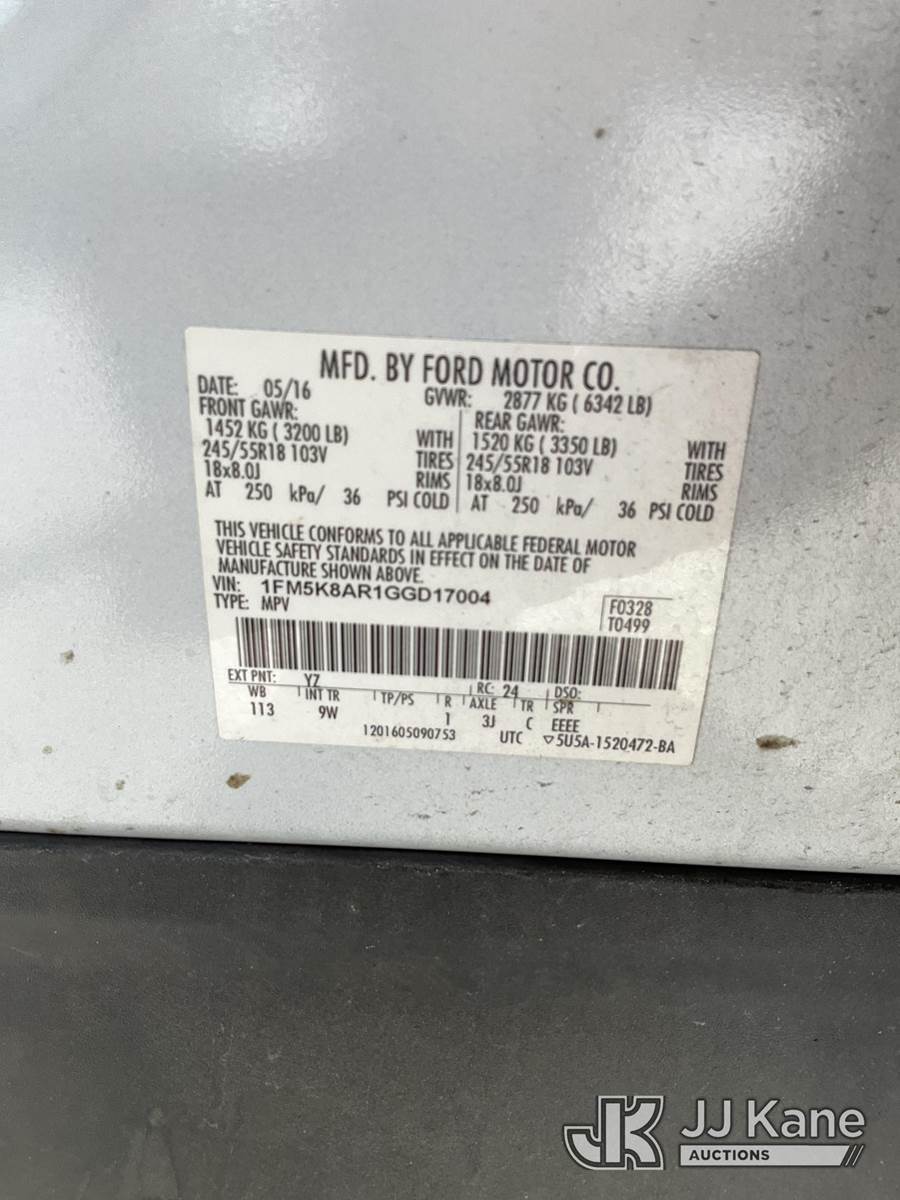 MFD. BY FORD MOTOR CO.
DATE: 05/16 GVWR: 2877 KG ( 6342 LB)
FRONT GAWR: REAR GAWR:
1452 KG ( 3200 LB) WITH 1520 KG ( 3350 LB) WITH
245/55R18 103V TIRES 245/55R18 103V TIRES
18x8.0J RIMS 18x8.0J RIMS
AT 250 kPa/ 36 PSI COLD AT 250 kPa/ 36 PSI COLD
THIS VEHICLE CONFORMS TO ALL APPLICABLE FEDERAL MOTOR
VEHICLE SAFETY STANDARDS IN EFFECT ON THE DATE OF
MANUFACTURE SHOWN ABOVE.
VIN: 1FM5K8AR1GGD17004
TYPE: MPV
F0328
T0499
EXT PNT: YZ RC: 24 DSO:
WB INT TR TP/PS R AXLE TR SPR
113 9W 1 3J C EEEE
1201605090753 UTC ▽5U5A-1520472-BA
JK JJ Kane
AUCTIONS